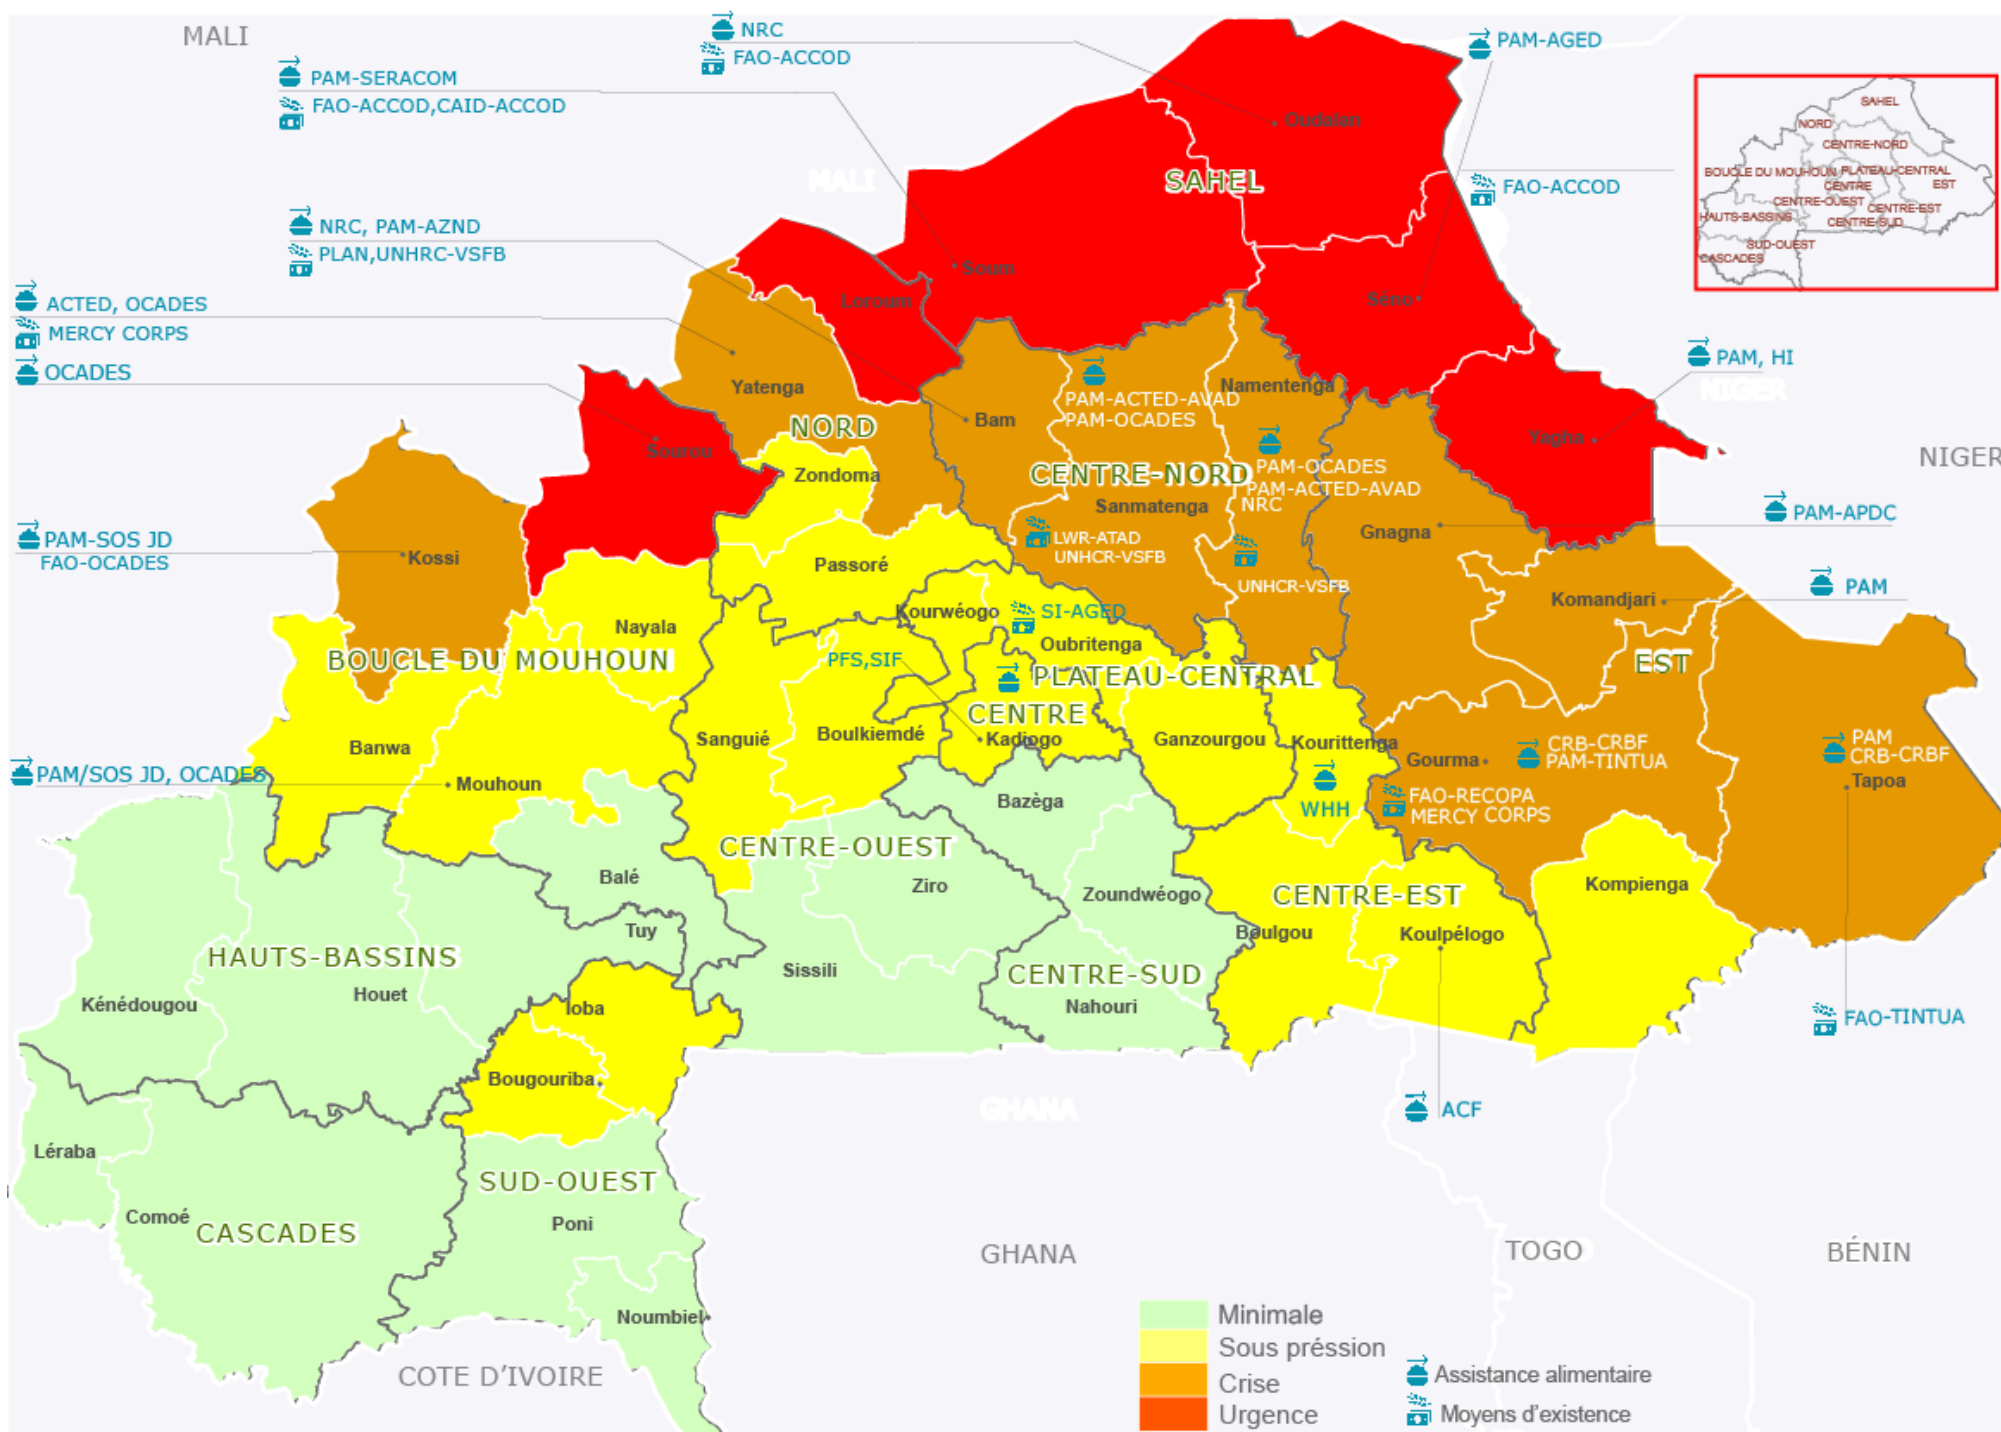 MALI
NRC
FAO-ACCOD
PAM-AGED
PAM-SERACOM
FAO-ACCOD,CAID-ACCOD
SAHEL
NORD
CENTRE-NORD
BOUCLE DU MOUHOUN
PLATEAU-CENTRAL
CENTRE
EST
CENTRE-OUEST
CENTRE-EST
HAUTS-BASSINS
CENTRE-SUD
SUD-OUEST
CASCADES
Oudalan
MALI
SAHEL
FAO-ACCOD
NRC, PAM-AZND
PLAN,UNHRC-VSFB
Soum
Séno
Loroum
ACTED, OCADES
MERCY CORPS
OCADES
PAM, HI
NIGER
Yatenga
Namentenga
PAM-ACTED-AVAD
PAM-OCADES
Bam
NORD
Yagha
Sourou
NIGER
Zondoma
CENTRE-NORD
PAM-OCADES
PAM-ACTED-AVAD
NRC
Sanmatenga
PAM-APDC
Gnagna
PAM-SOS JD
FAO-OCADES
LWR-ATAD
UNHCR-VSFB
Kossi
Passoré
UNHCR-VSFB
PAM
Komandjari
Kourwéogo
SI-AGED
Nayala
Oubritenga
BOUCLE DU MOUHOUN
PFS,SIF
EST
PLATEAU-CENTRAL
CENTRE
Sanguié
Boulkiemdé
Kadiogo
Ganzourgou
Kourittenga
Banwa
PAM
CRB-CRBF
CRB-CRBF
PAM-TINTUA
Gourma
Tapoa
PAM/SOS JD, OCADES
Mouhoun
Bazèga
WHH
FAO-RECOPA
MERCY CORPS
CENTRE-OUEST
Balé
Ziro
Zoundwéogo
CENTRE-EST
Kompienga
Tuy
Boulgou
Koulpélogo
HAUTS-BASSINS
Sissili
CENTRE-SUD
Houet
Kénédougou
Ioba
Nahouri
FAO-TINTUA
Bougouriba
GHANA
ACF
Léraba
SUD-OUEST
Comoé
Poni
CASCADES
GHANA
TOGO
BÉNIN
Noumbiel
COTE D'IVOIRE
Minimale
Sous préssion
Crise
Urgence
Assistance alimentaire
Moyens d'existence